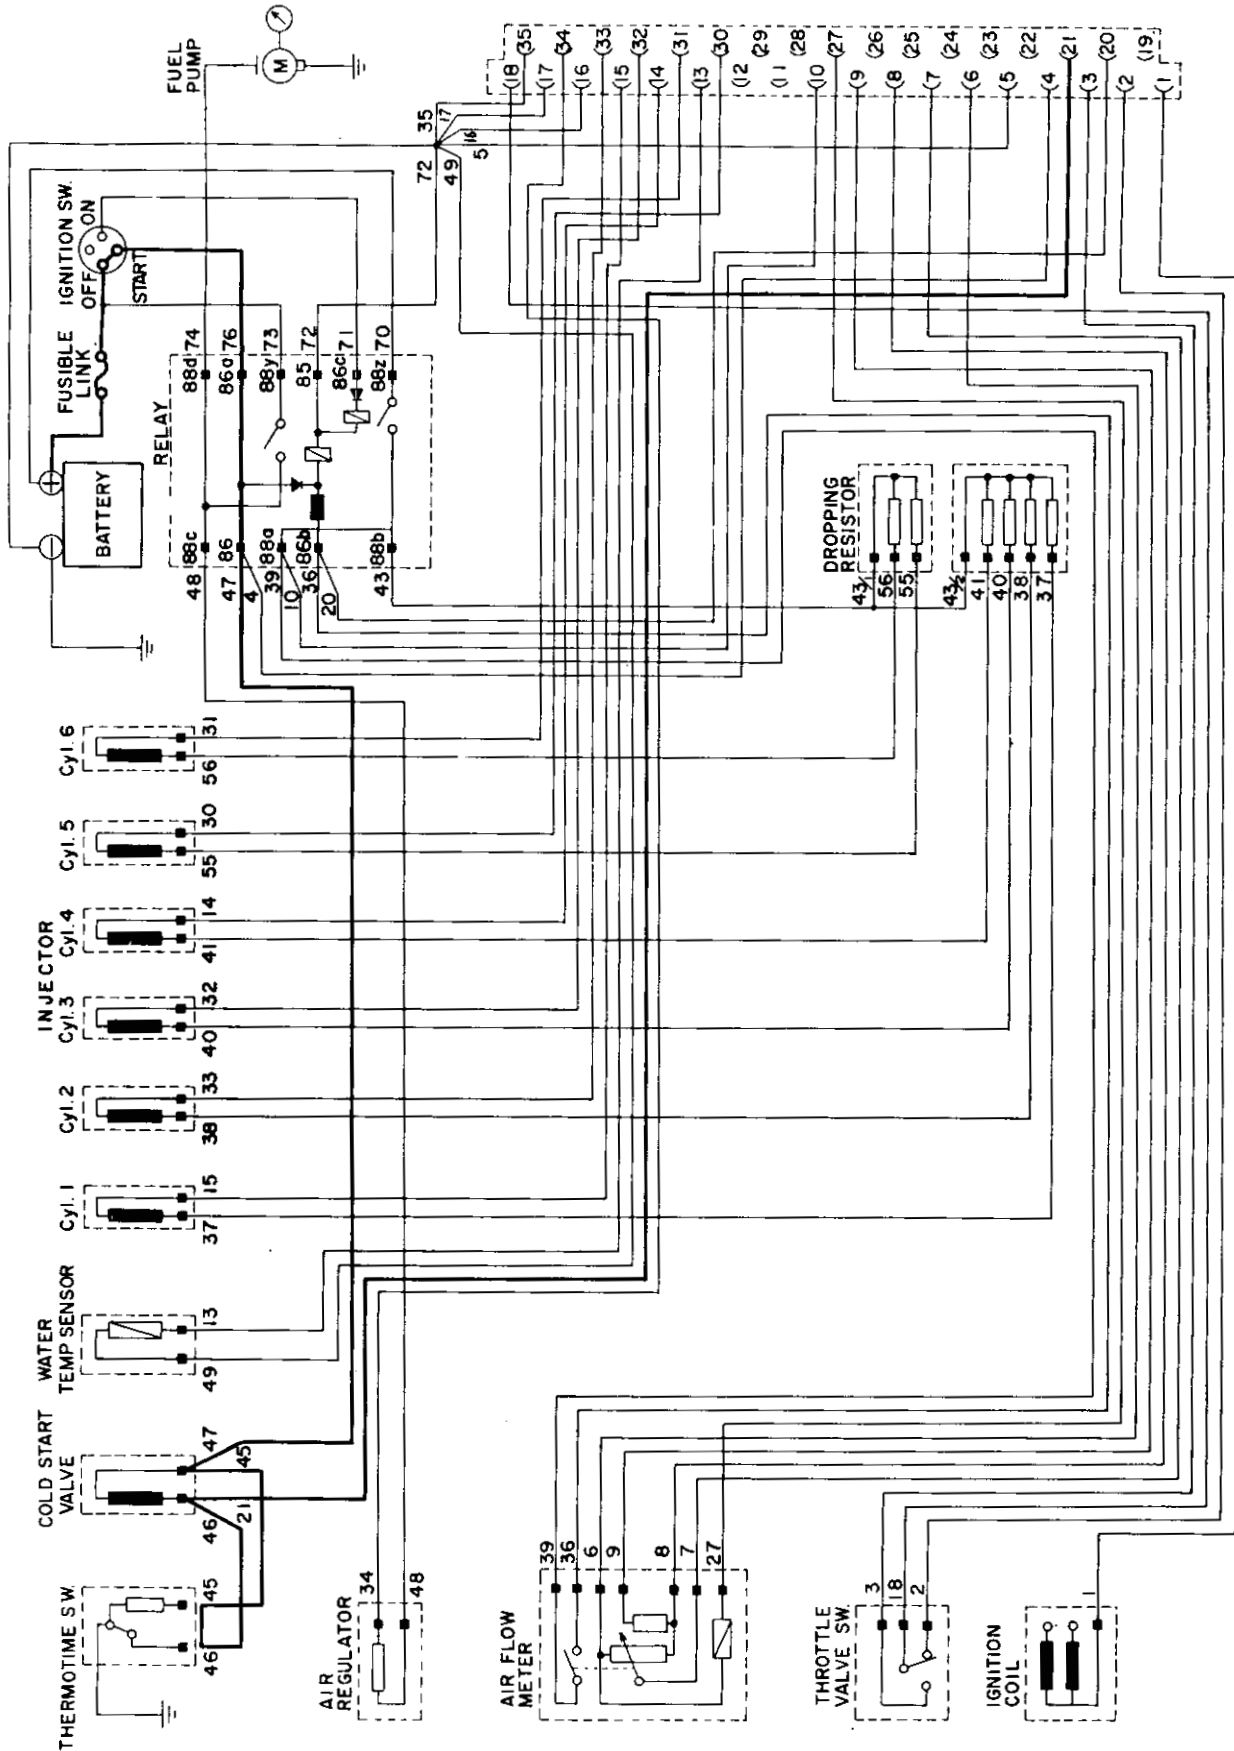 FUEL
PUMP
M
IGNITION SW.
OFF
ON
START
FUSIBLE
LINK
BATTERY
RELAY
88d 74
86a 76
88y 73
85 72
86c 71
88z 70
88c 48
86 47
4
88a 39
10
86b 36
20
88b 43
35
17
16
5
72
49
(18
(17
(16
(15
(14
(13
(12
(11
(10
(9
(8
(7
(6
(5
(4
(3
(2
(1
(35
(34
(33
(32
(31
(30
(29
(28
(27
(26
(25
(24
(23
(22
(21
(20
(19
DROPPING
RESISTOR
43/1
56
55
43/2
41
40
38
37
INJECTOR
Cyl. 6
56
31
Cyl. 5
55
30
Cyl. 4
41
14
Cyl. 3
40
32
Cyl. 2
38
33
Cyl. 1
37
15
WATER
TEMP SENSOR
49
13
COLD START
VALVE
46
47
21
45
THERMOTIME SW.
46
45
AIR
REGULATOR
34
48
AIR FLOW
METER
39
36
6
9
8
7
27
THROTTLE
VALVE SW.
3
18
2
IGNITION
COIL
1